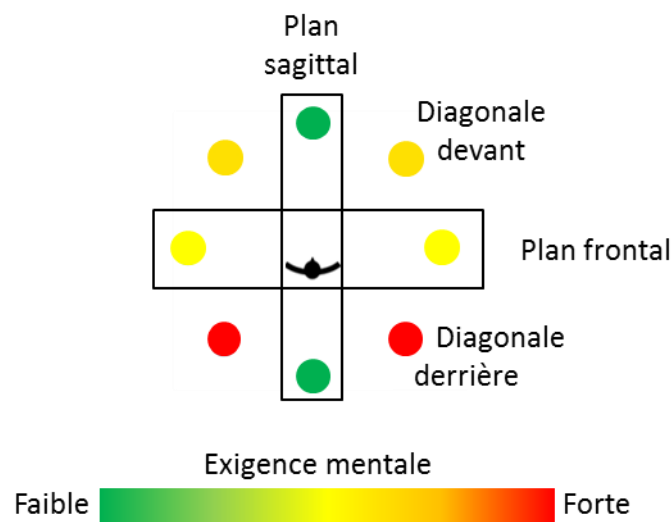 Plan
sagittal
Diagonale
devant
Plan frontal
Diagonale
derrière
Exigence mentale
Faible
Forte